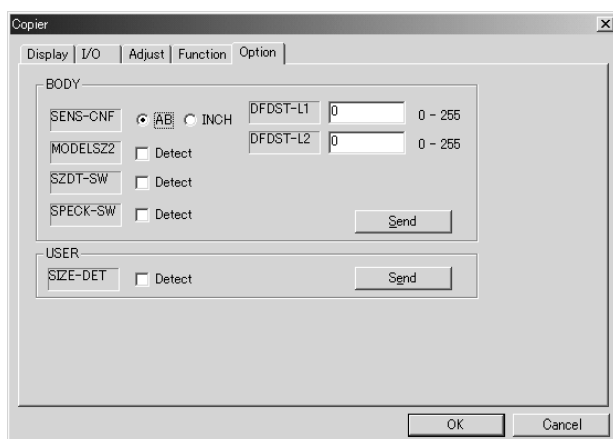 Copier
Display I/O Adjust Function Option
BODY
SENS-CNF AB INCH DFDST-L1 0 0 - 255
MODELSZ2 Detect DFDST-L2 0 0 - 255
SZDT-SW Detect
SPECK-SW Detect Send
USER
SIZE-DET Detect Send
OK Cancel